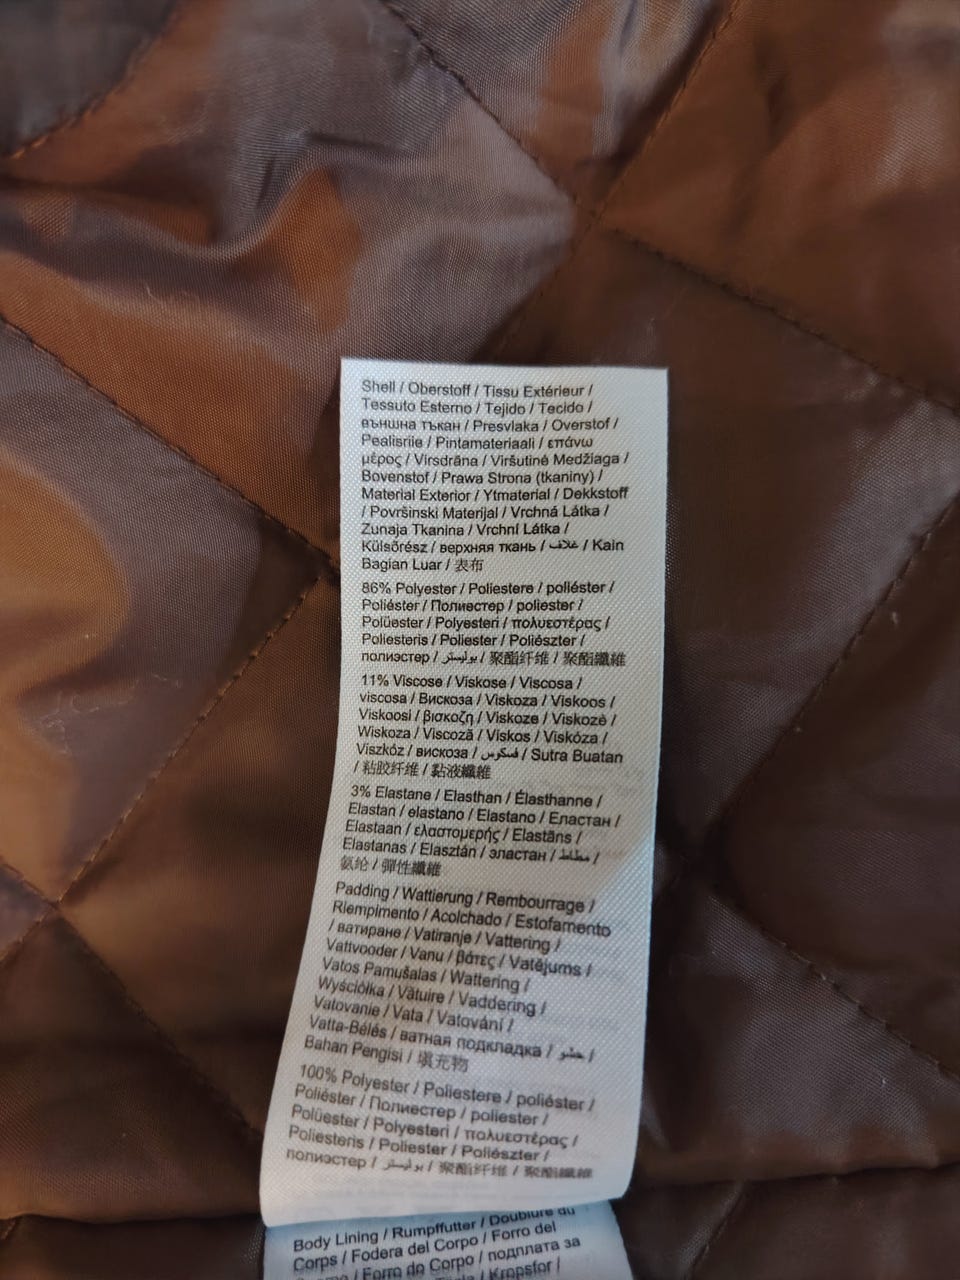 Shell / Oberstoff / Tissu Extérieur /
Tessuto Esterno / Tejido / Tecido /
външна тъкан / Presvlaka / Overstof /
Pealisriie / Pintamateriaali / επάνω
μέρος / Virsdrāna / Viršutinė Medžiaga /
Bovenstof / Prawa Strona (tkaniny) /
Material Exterior / Ytmaterial / Dekkstoff
/ Površinski Materijal / Vrchná Látka /
Zunaja Tkanina / Vrchní Látka /
Külsőrész / верхняя ткань / غلاف / Kain
Bagian Luar / 表布
86% Polyester / Poliestere / poliéster /
Poliéster / Полиестер / poliester /
Polüester / Polyesteri / πολυεστέρας /
Poliesteris / Poliester / Poliészter /
полиэстер / بوليستر / 聚酯纤维 / 聚酯纖維
11% Viscose / Viskose / Viscosa /
viscosa / Вискоза / Viskoza / Viskoos /
Viskoosi / βισκοζη / Viskoze / Viskozė /
Wiskoza / Viscoză / Viskos / Viskóza /
Viszkóz / вискоза / فسكوس / Sutra Buatan
/ 粘胶纤维 / 黏液纖維
3% Elastane / Elasthan / Élasthanne /
Elastan / elastano / Elastano / Еластан /
Elastaan / ελαστομερής / Elastāns /
Elastanas / Elasztán / эластан / مطاط /
氨纶 / 彈性纖維
Padding / Wattierung / Rembourrage /
Riempimento / Acolchado / Estofamento
/ ватиране / Vatiranje / Vattering /
Vattvooder / Vanu / βάτες / Vatējums /
Vatos Pamušalas / Wattering /
Wyściółka / Vătuire / Vaddering /
Vatovanie / Vata / Vatování /
Vatta-Bélés / ватная подкладка / حشو /
Bahan Pengisi / 填充物
100% Polyester / Poliestere / poliéster /
Poliéster / Полиестер / poliester /
Polüester / Polyesteri / πολυεστέρας /
Poliesteris / Poliester / Poliészter /
полиэстер / بوليستر / 聚酯纤维 / 聚酯纖維
Body Lining / Rumpffutter / Doublure du
Corps / Fodera del Corpo / Forro del
/ Forro do Corpo / подплата за
/ Kropsfor /